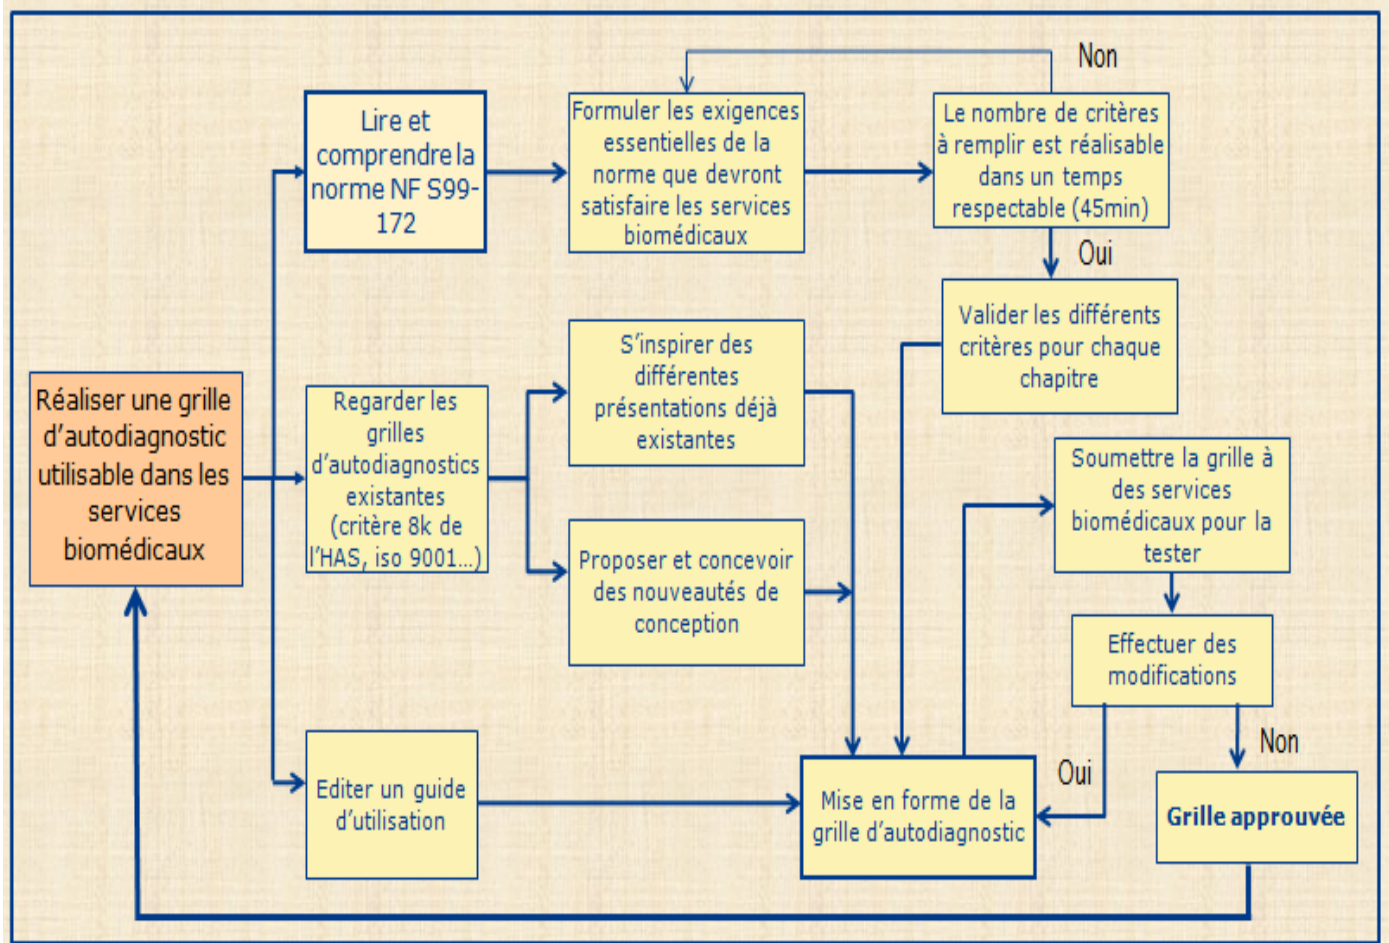 Non
Lire et
comprendre la
norme NF S99-
172
Formuler les exigences
essentielles de la
norme que devront
satisfaire les services
biomédicaux
Le nombre de critères
à remplir est réalisable
dans un temps
respectable (45min)
Oui
Valider les différents
critères pour chaque
chapitre
Réaliser une grille
d'autodiagnostic
utilisable dans les
services
biomédicaux
Regarder les
grilles
d'autodiagnostics
existantes
(critère 8k de
l'HAS, iso 9001...)
S'inspirer des
différentes
présentations déjà
existantes
Proposer et concevoir
des nouveautés de
conception
Soumettre la grille à
des services
biomédicaux pour la
tester
Effectuer des
modifications
Non
Oui
Editer un guide
d'utilisation
Mise en forme de la
grille d'autodiagnostic
Grille approuvée